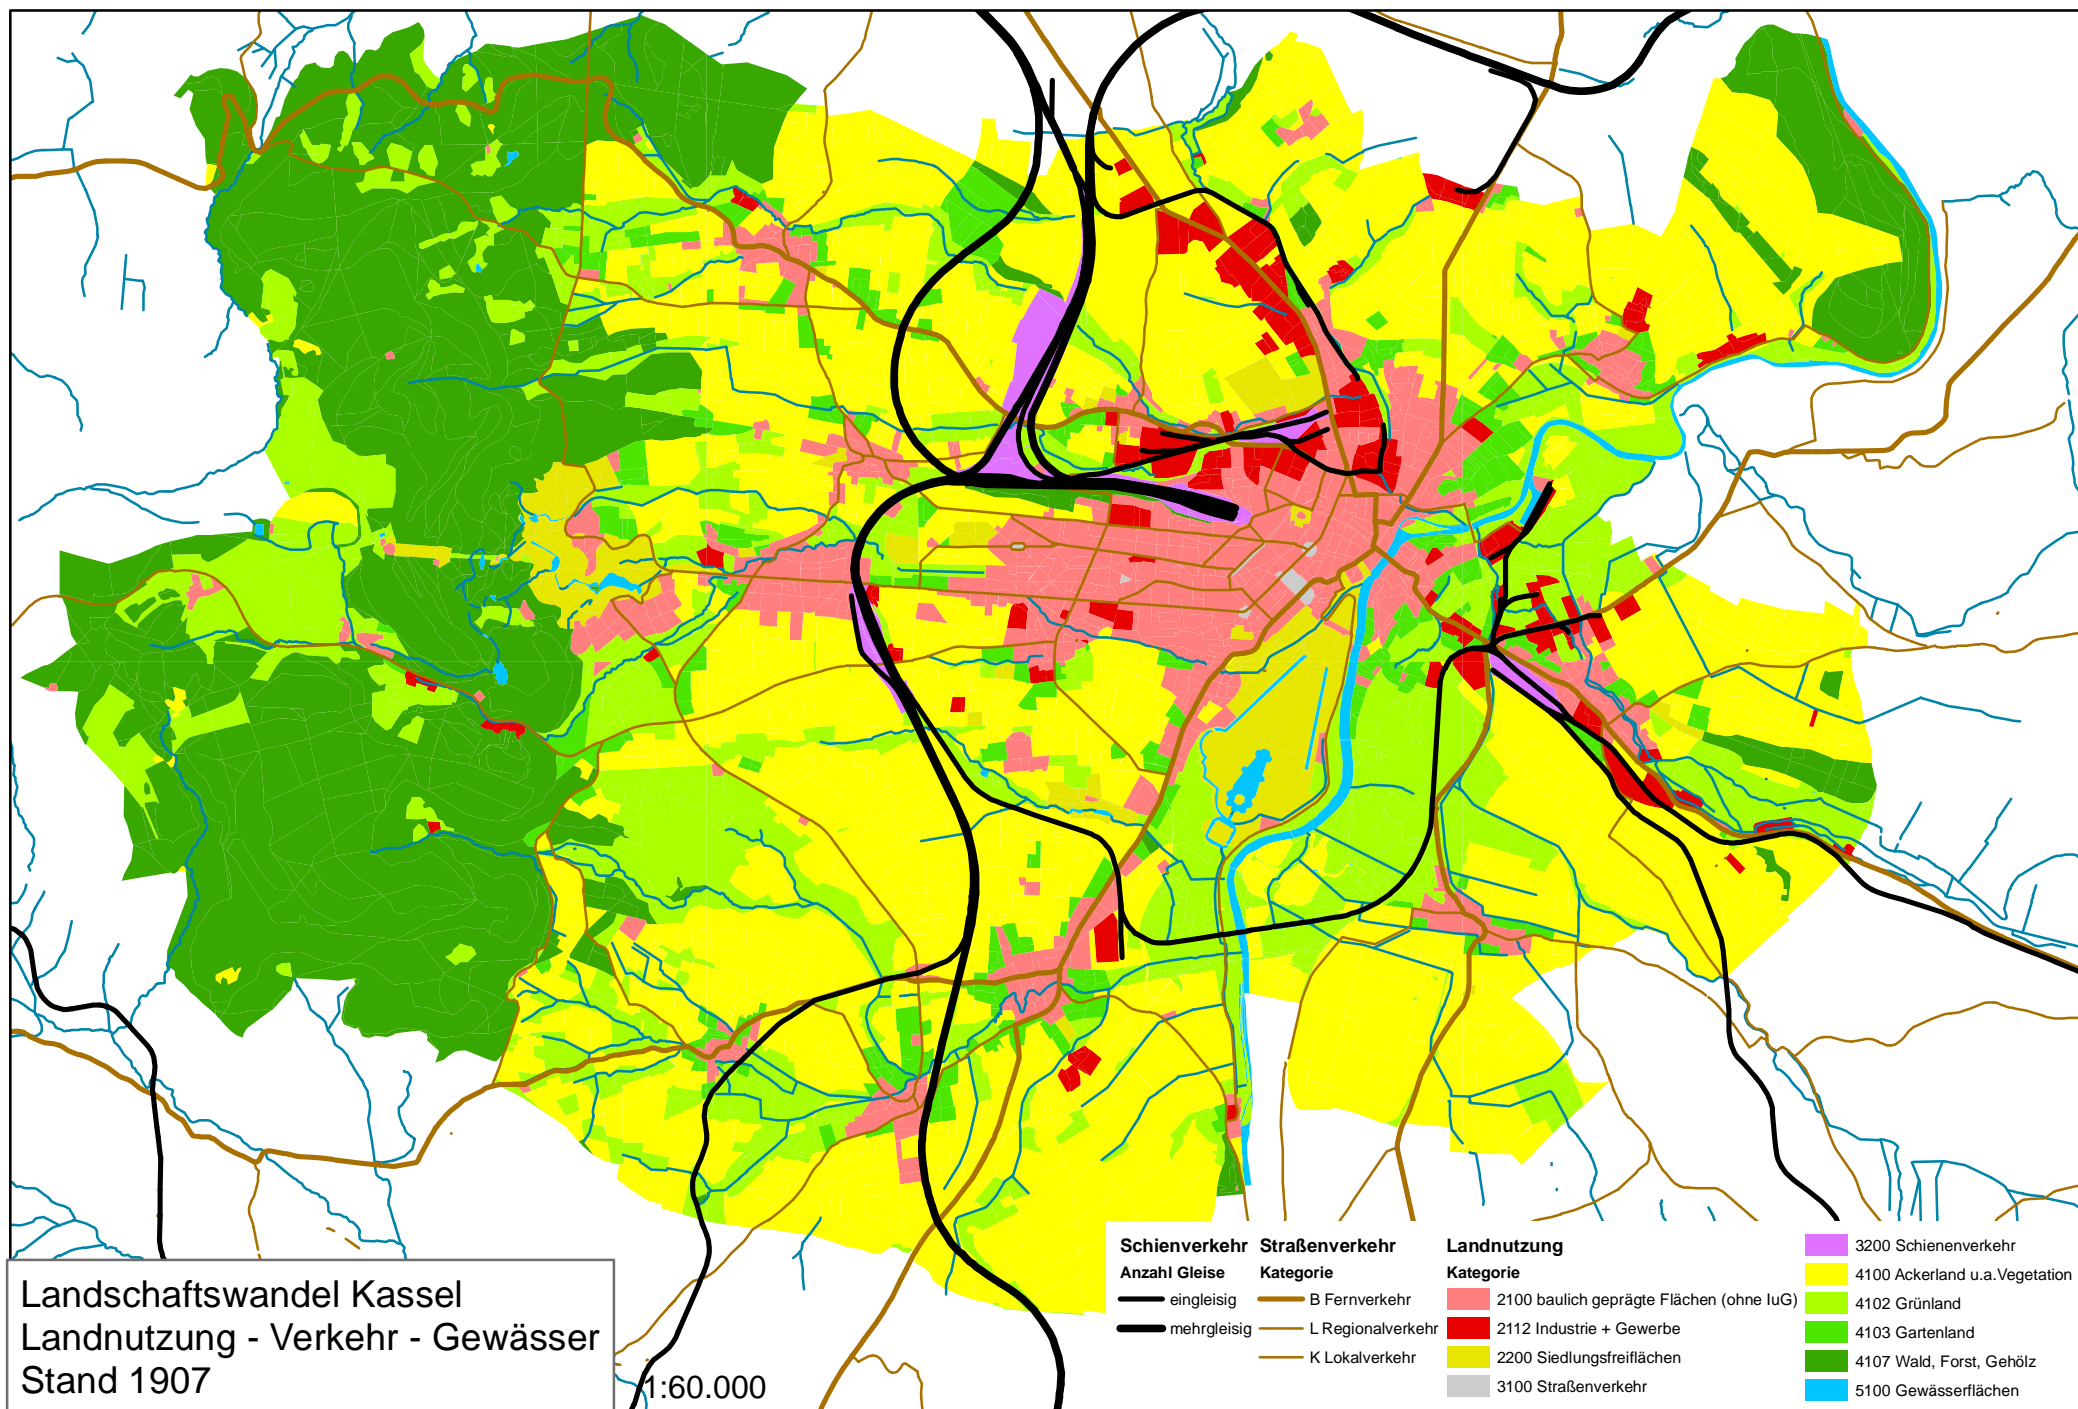 Landschaftswandel Kassel
Landnutzung - Verkehr - Gewässer
Stand 1907
1:60.000
Schienverkehr
Anzahl Gleise
eingleisig
mehrgleisig
Straßenverkehr
Kategorie
B Fernverkehr
L Regionalverkehr
K Lokalverkehr
Landnutzung
Kategorie
2100 baulich geprägte Flächen (ohne IuG)
2112 Industrie + Gewerbe
2200 Siedlungsfreiflächen
3100 Straßenverkehr
3200 Schienenverkehr
4100 Ackerland u.a.Vegetation
4102 Grünland
4103 Gartenland
4107 Wald, Forst, Gehölz
5100 Gewässerflächen